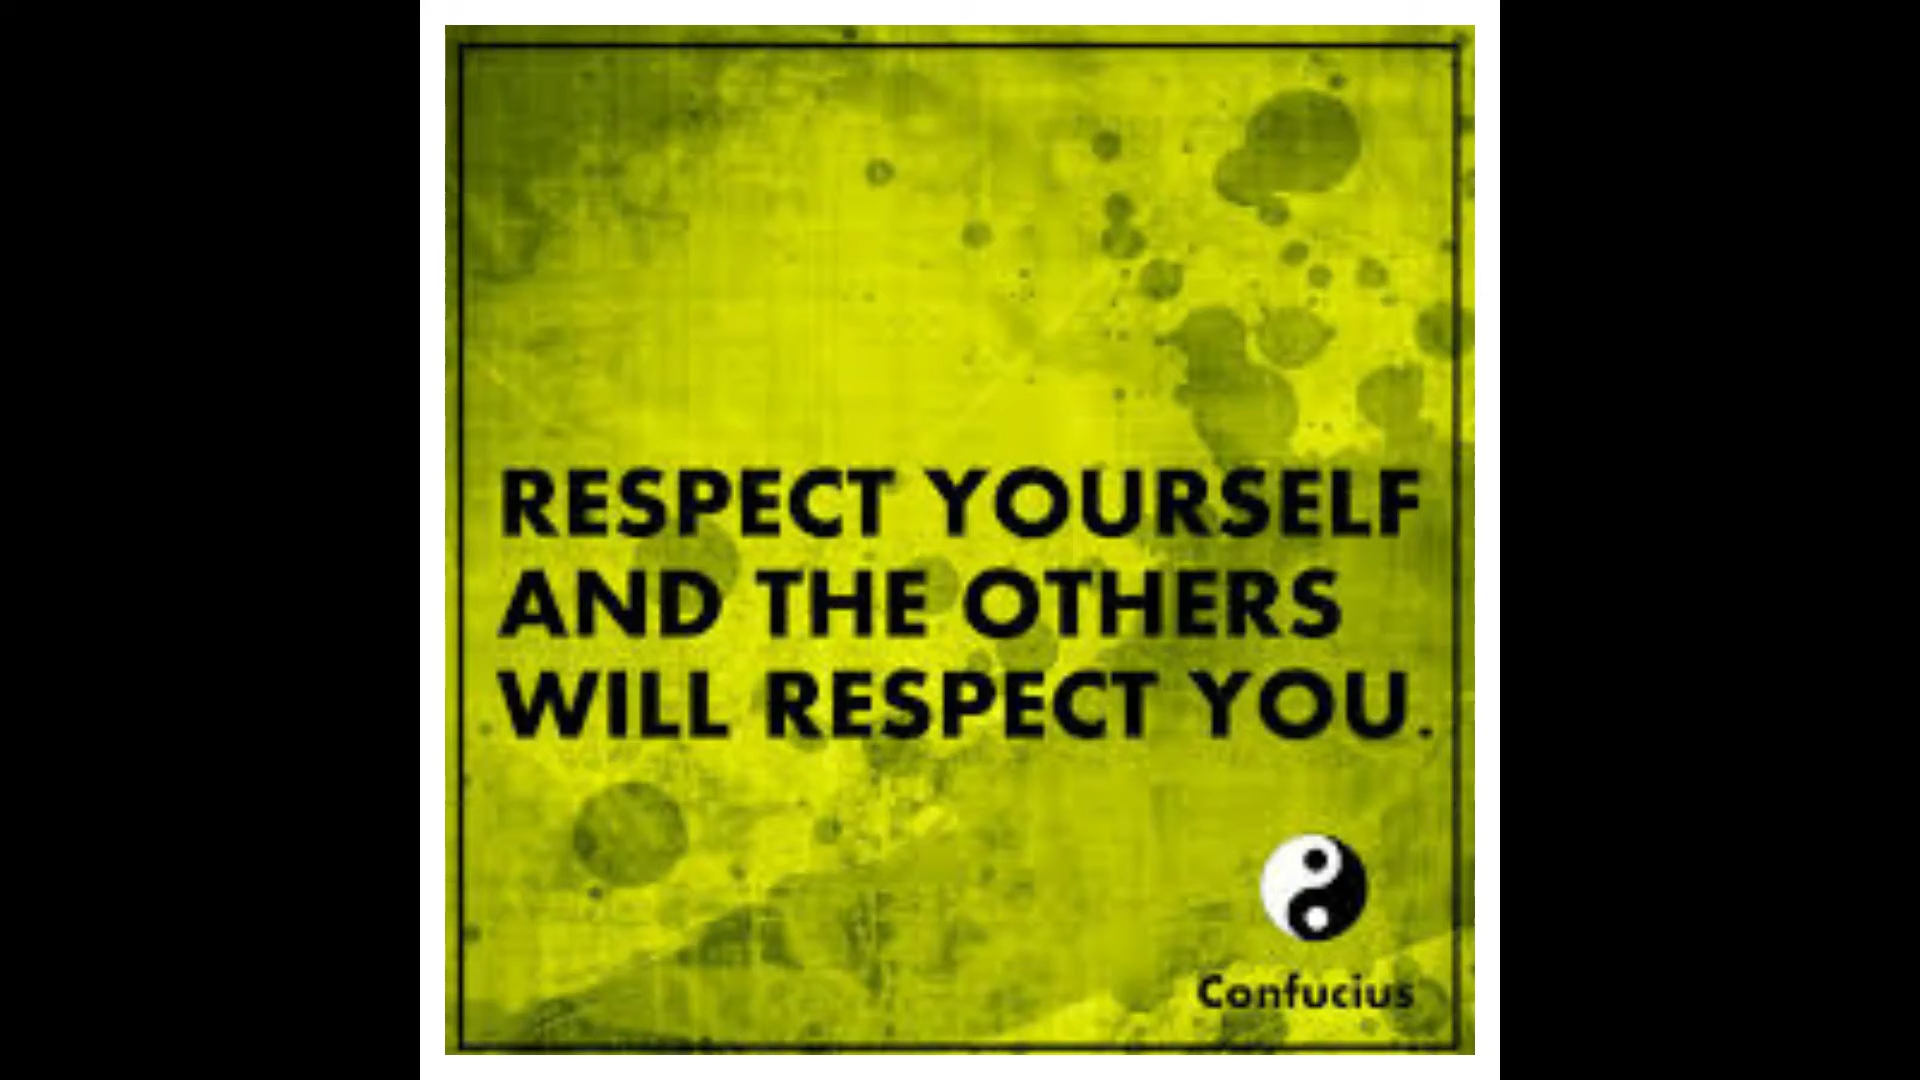 RESPECT YOURSELF
AND THE OTHERS
WILL RESPECT YOU.
Confucius